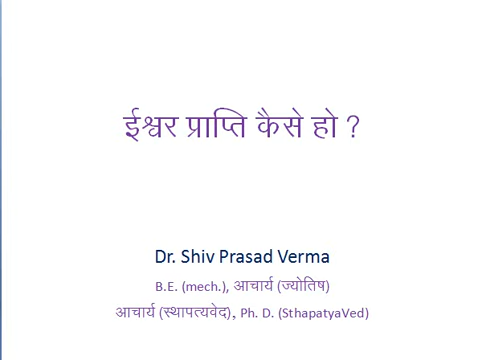 ईश्वर प्राप्ति कैसे हो ?
Dr. Shiv Prasad Verma
B.E. (mech.), आचार्य (ज्योतिष)
आचार्य (स्थापत्यवेद), Ph. D. (SthapatyaVed)